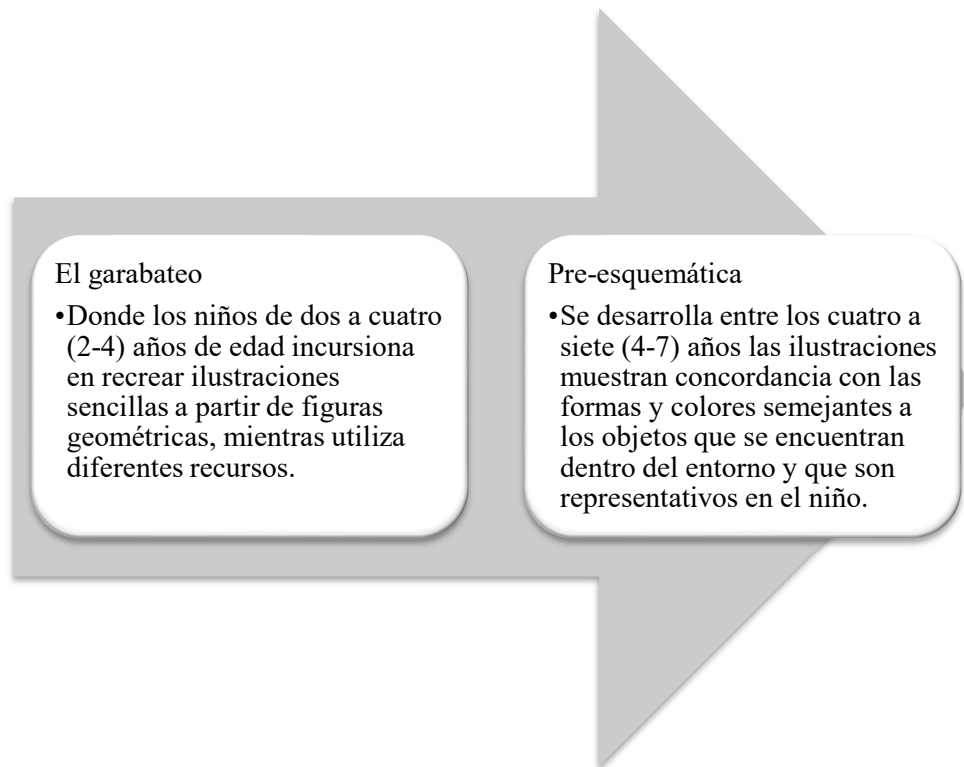 El garabateo
•Donde los niños de dos a cuatro
(2-4) años de edad incursiona
en recrear ilustraciones
sencillas a partir de figuras
geométricas, mientras utiliza
diferentes recursos.
Pre-esquemática
•Se desarrolla entre los cuatro a
siete (4-7) años las ilustraciones
muestran concordancia con las
formas y colores semejantes a
los objetos que se encuentran
dentro del entorno y que son
representativos en el niño.